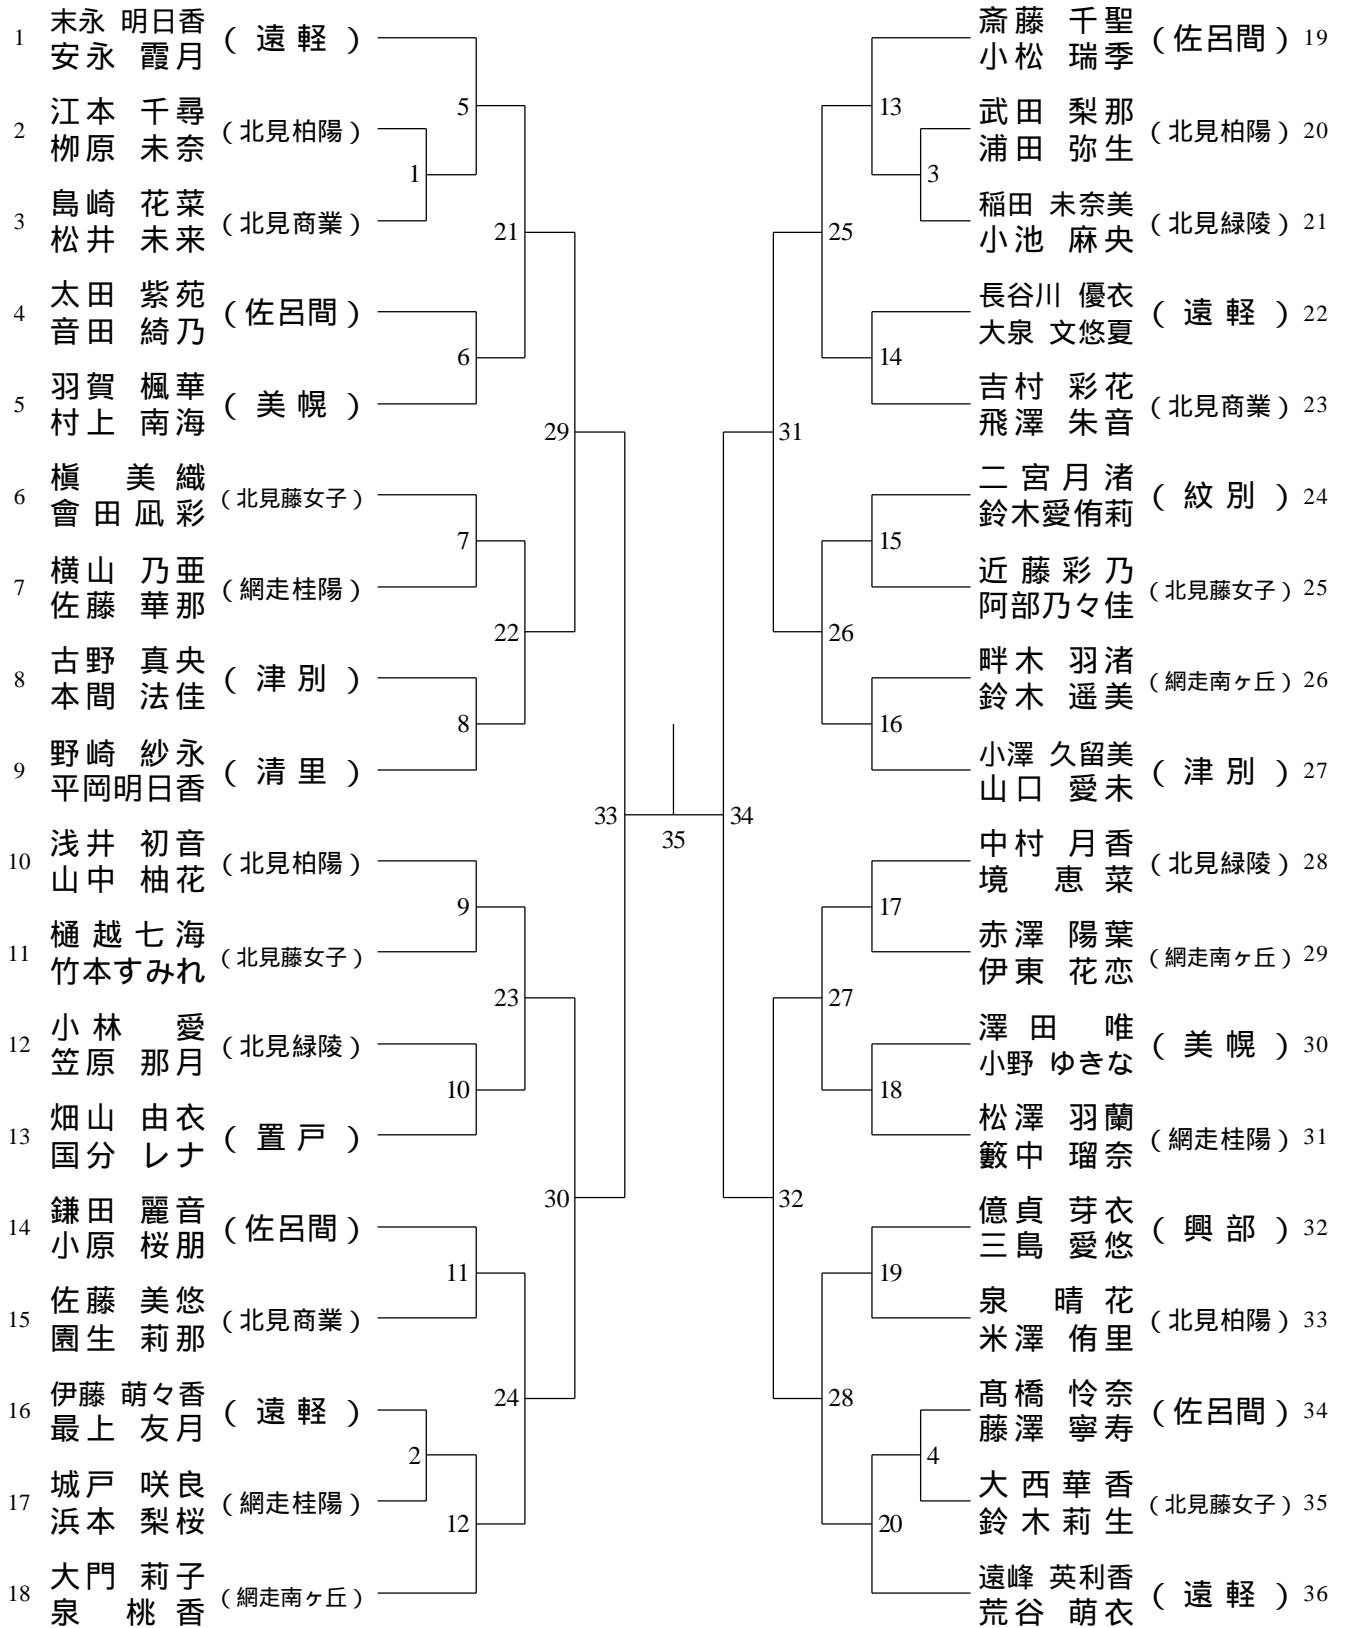 1 末永 明日香 安永 霞月 (遠軽)
2 江本 千尋 栁原 未奈 (北見柏陽)
3 島崎 花菜 松井 未来 (北見商業)
4 太田 紫苑 音田 綺乃 (佐呂間)
5 羽賀 楓華 村上 南海 (美幌)
6 槇 美織 會田凪彩 (北見藤女子)
7 横山 乃亜 佐藤 華那 (網走桂陽)
8 古野 真央 本間 法佳 (津別)
9 野崎 紗永 平岡明日香 (清里)
10 浅井 初音 山中 柚花 (北見柏陽)
11 樋越七海 竹本すみれ (北見藤女子)
12 小林 愛 笠原 那月 (北見緑陵)
13 畑山 由衣 国分 レナ (置戸)
14 鎌田 麗音 小原 桜朋 (佐呂間)
15 佐藤 美悠 園生 莉那 (北見商業)
16 伊藤 萌々香 最上 友月 (遠軽)
17 城戸 咲良 浜本 梨桜 (網走桂陽)
18 大門 莉子 泉 桃香 (網走南ヶ丘)
5
1
21
6
29
7
22
8
33
35
34
9
23
10
30
11
24
2
12
13
3
25
14
31
15
26
16
17
27
18
32
19
28
4
20
斎藤 千聖 小松 瑞季 (佐呂間) 19
武田 梨那 浦田 弥生 (北見柏陽) 20
稲田 未奈美 小池 麻央 (北見緑陵) 21
長谷川 優衣 大泉 文悠夏 (遠軽) 22
吉村 彩花 飛澤 朱音 (北見商業) 23
二宮月渚 鈴木愛侑莉 (紋別) 24
近藤彩乃 阿部乃々佳 (北見藤女子) 25
畔木 羽渚 鈴木 遥美 (網走南ヶ丘) 26
小澤 久留美 山口 愛未 (津別) 27
中村 月香 境 恵菜 (北見緑陵) 28
赤澤 陽葉 伊東 花恋 (網走南ヶ丘) 29
澤田 唯 小野 ゆきな (美幌) 30
松澤 羽蘭 籔中 瑠奈 (網走桂陽) 31
億貞 芽衣 三島 愛悠 (興部) 32
泉 晴花 米澤 侑里 (北見柏陽) 33
髙橋 怜奈 藤澤 寧寿 (佐呂間) 34
大西華香 鈴木莉生 (北見藤女子) 35
遠峰 英利香 荒谷 萌衣 (遠軽) 36